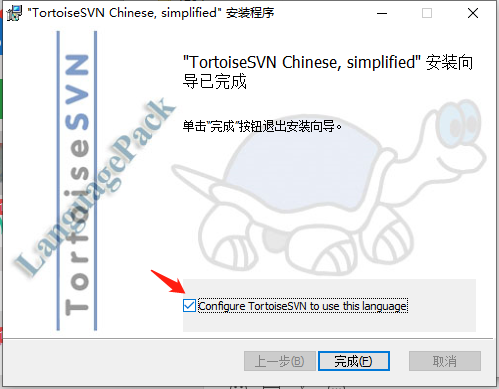 "TortoiseSVN Chinese, simplified" 安装程序
"TortoiseSVN Chinese, simplified" 安装向
导已完成
单击"完成"按钮退出安装向导。
TortoiseSVN
LanguagePack
Configure TortoiseSVN to use this language
上一步(B)
完成(F)
取消